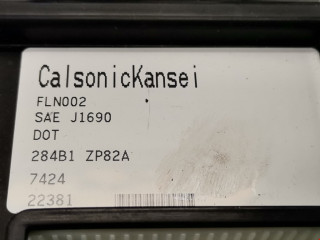 CalsonicKansei
FLN002
SAE J1690
DOT
284B1 ZP82A
7424
22381